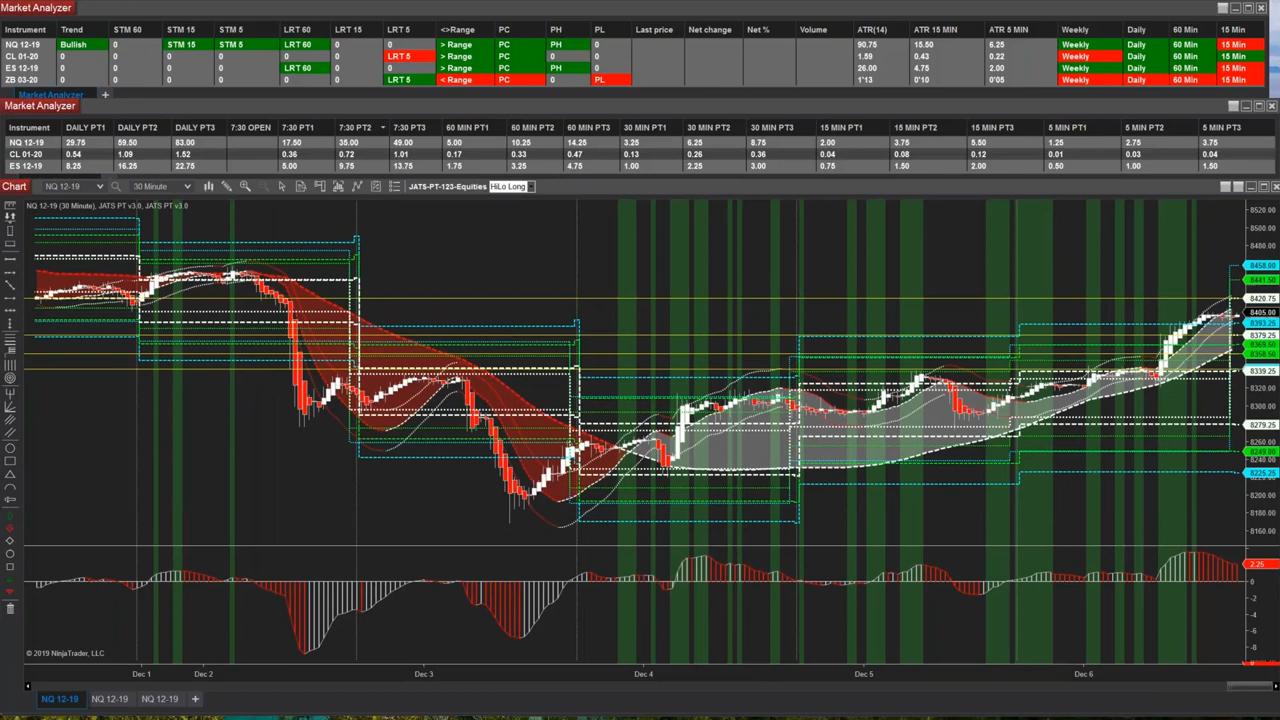 Market Analyzer
Instrument Trend STM 60 STM 15 STM 5 LRT 60 LRT 15 LRT 5 <>Range PC PH PL Last price Net change Net % Volume ATR(14) ATR 15 MIN ATR 5 MIN Weekly Daily 60 Min 15 Min
NQ 12-19 Bullish 0 STM 15 STM 5 LRT 60 0 0 > Range PC PH 90.75 15.50 6.25 Weekly Daily 60 Min 15 Min
CL 01-20 0 0 0 0 0 0 LRT 5 > Range PC 0 0 1.59 0.43 0.22 Weekly Daily 60 Min 15 Min
ES 12-19 0 0 0 0 LRT 60 0 0 > Range PC PH 0 26.00 4.75 2.00 Weekly Daily 60 Min 15 Min
ZB 03-20 0 0 0 0 0 0 LRT 5 < Range PC 0 PL 1'13 0'10 0'05 Weekly Daily 60 Min 15 Min
Market Analyzer +
Market Analyzer
Instrument DAILY PT1 DAILY PT2 DAILY PT3 7:30 OPEN 7:30 PT1 7:30 PT2 7:30 PT3 60 MIN PT1 60 MIN PT2 60 MIN PT3 30 MIN PT1 30 MIN PT2 30 MIN PT3 15 MIN PT1 15 MIN PT2 15 MIN PT3 5 MIN PT1 5 MIN PT2 5 MIN PT3
NQ 12-19 29.75 59.50 83.00 17.50 35.00 49.00 5.00 10.25 14.25 3.25 6.25 8.75 2.00 3.75 5.50 1.25 2.75 3.75
CL 01-20 0.54 1.09 1.52 0.36 0.72 1.01 0.17 0.33 0.47 0.13 0.26 0.36 0.04 0.08 0.12 0.01 0.03 0.04
ES 12-19 8.25 16.25 22.75 5.00 9.75 13.75 1.75 3.25 4.75 1.00 2.00 2.75 0.75 1.50 2.00 0.50 1.00 1.50
Chart NQ 12-19 30 Minute JATS-PT-123-Equities HiLo Long
NQ 12-19 (30 Minute), JATS PT v3.0, JATS PT v3.0
8520.00
8500.00
8480.00
8458.00
8441.50
8420.75
8405.00
8393.25
8379.25
8358.50
8339.25
8320.00
8300.00
8279.25
8260.00
8249.00
8240.00
8225.25
8200.00
8180.00
8160.00
2.25
0
-2
-4
-6
-8
© 2019 NinjaTrader, LLC
Dec 1 Dec 2 Dec 3 Dec 4 Dec 5 Dec 6
NQ 12-19 NQ 12-19 NQ 12-19 +